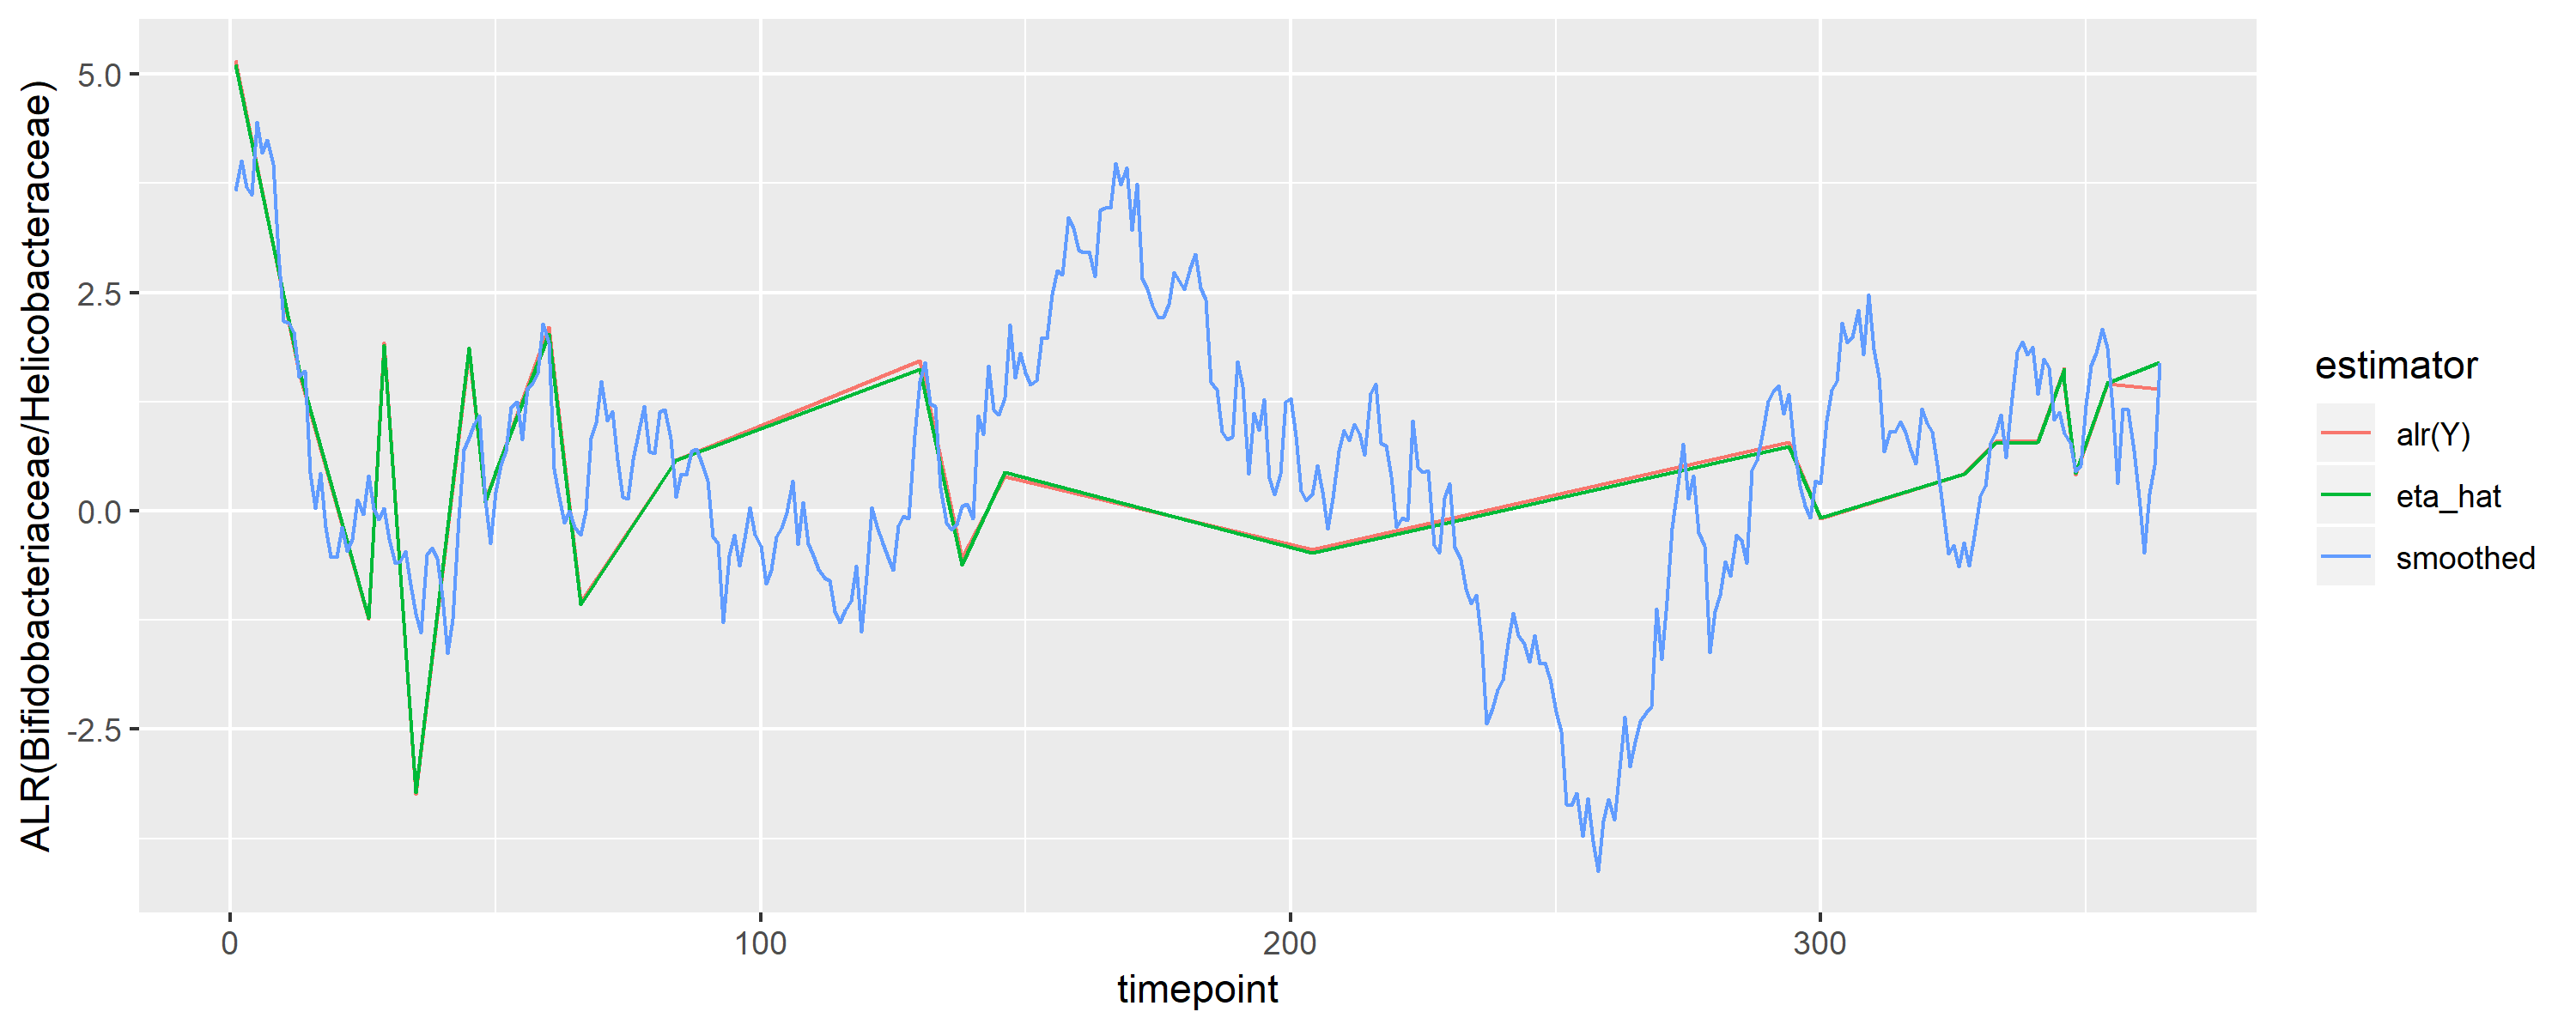 ALR(Bifidobacteriaceae/Helicobacteraceae)
5.0
2.5
0.0
-2.5
0
100
200
300
timepoint
estimator
alr(Y)
eta_hat
smoothed